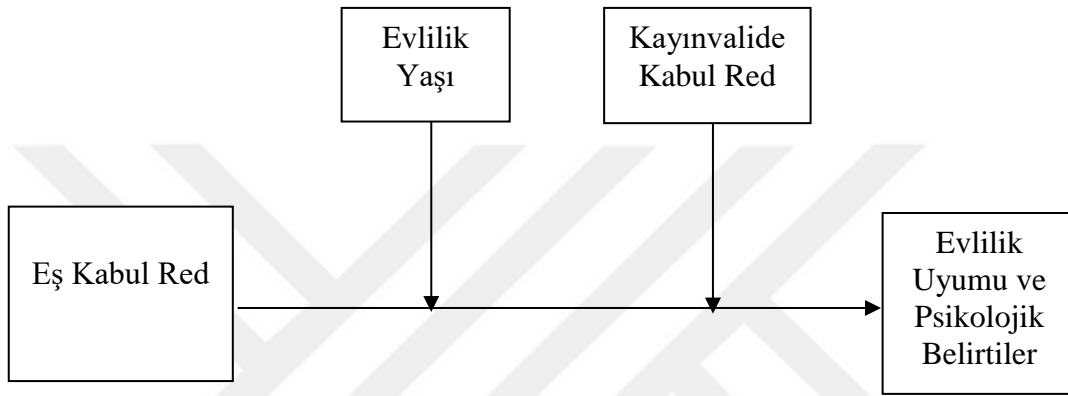 Evlilik
Yaşı
Kayınvalide
Kabul Red
Eş Kabul Red
Evlilik
Uyumu ve
Psikolojik
Belirtiler